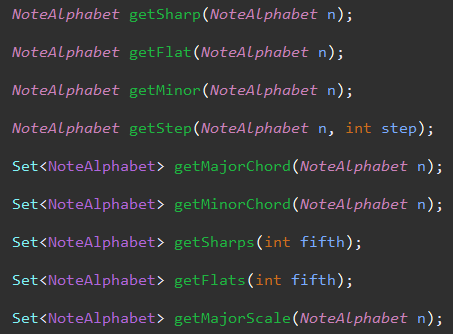 NoteAlphabet getSharp(NoteAlphabet n);
NoteAlphabet getFlat(NoteAlphabet n);
NoteAlphabet getMinor(NoteAlphabet n);
NoteAlphabet getStep(NoteAlphabet n, int step);
Set<NoteAlphabet> getMajorChord(NoteAlphabet n);
Set<NoteAlphabet> getMinorChord(NoteAlphabet n);
Set<NoteAlphabet> getSharps(int fifth);
Set<NoteAlphabet> getFlats(int fifth);
Set<NoteAlphabet> getMajorScale(NoteAlphabet n);